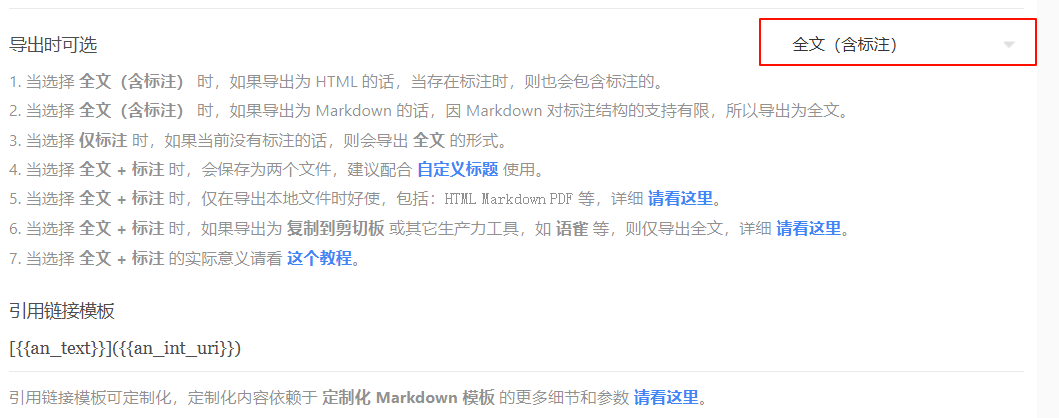 导出时可选
全文（含标注）
1. 当选择 全文（含标注） 时，如果导出为 HTML 的话，当存在标注时，则也会包含标注的。
2. 当选择 全文（含标注） 时，如果导出为 Markdown 的话，因 Markdown 对标注结构的支持有限，所以导出为全文。
3. 当选择 仅标注 时，如果当前没有标注的话，则会导出 全文 的形式。
4. 当选择 全文 + 标注 时，会保存为两个文件，建议配合 自定义标题 使用。
5. 当选择 全文 + 标注 时，仅在导出本地文件时好使，包括：HTML Markdown PDF 等，详细 请看这里。
6. 当选择 全文 + 标注 时，如果导出为 复制到剪切板 或其它生产力工具，如 语雀 等，则仅导出全文，详细 请看这里。
7. 当选择 全文 + 标注 的实际意义请看 这个教程。
引用链接模板
[{{an_text}}]({{an_int_uri}})
引用链接模板可定制化，定制化内容依赖于 定制化 Markdown 模板 的更多细节和参数 请看这里。